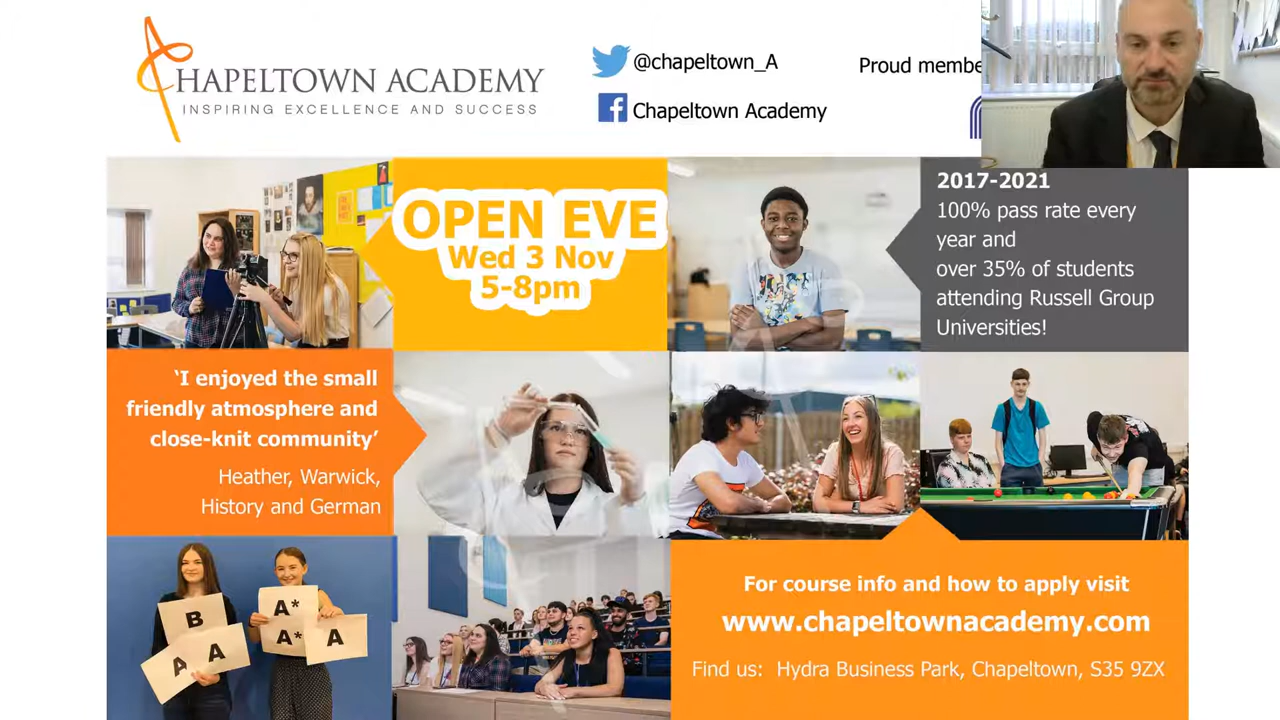 CHAPELTOWN ACADEMY
INSPIRING EXCELLENCE AND SUCCESS
@chapeltown_A
Chapeltown Academy
Proud
OPEN EVE
Wed 3 Nov
5-8pm
2017-2021
100% pass rate every
year and
over 35% of students
attending Russell Group
Universities!
‘I enjoyed the small
friendly atmosphere and
close-knit community’
Heather, Warwick,
History and German
B
A
A
A*
A*
A
For course info and how to apply visit
www.chapeltownacademy.com
Find us: Hydra Business Park, Chapeltown, S35 9ZX